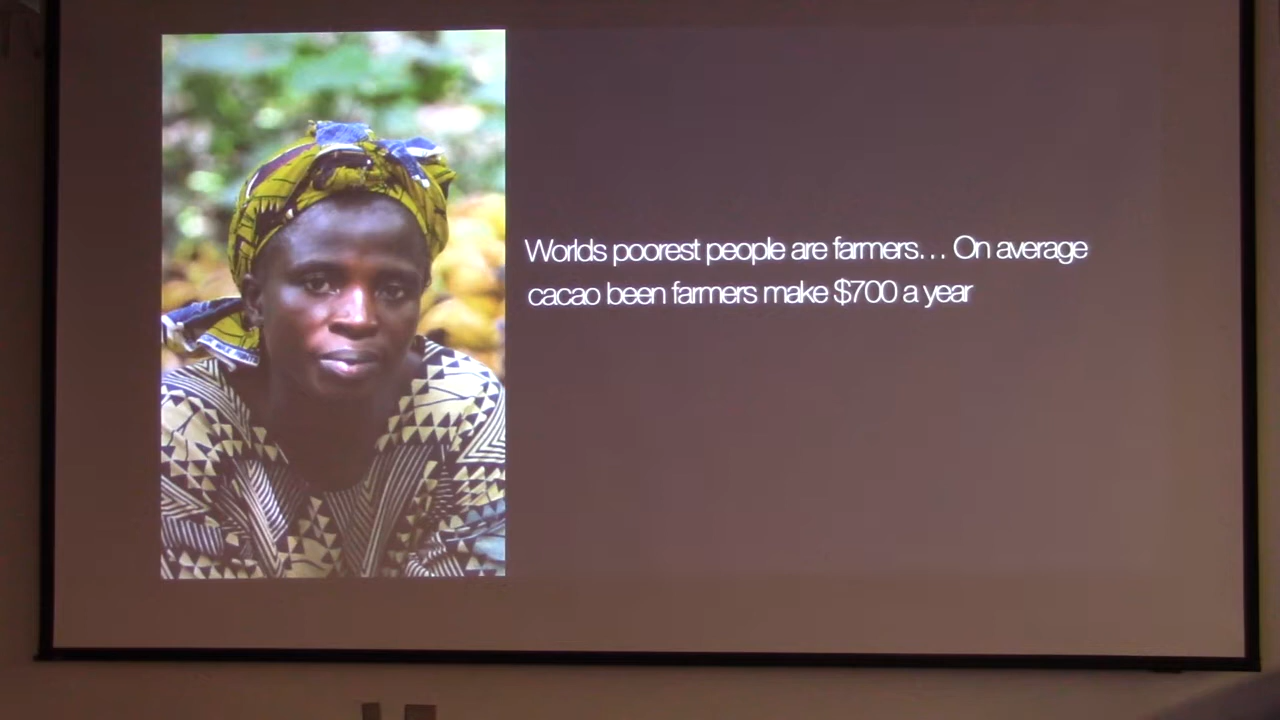 Worlds poorest people are farmers... On average
cacao been farmers make $700 a year